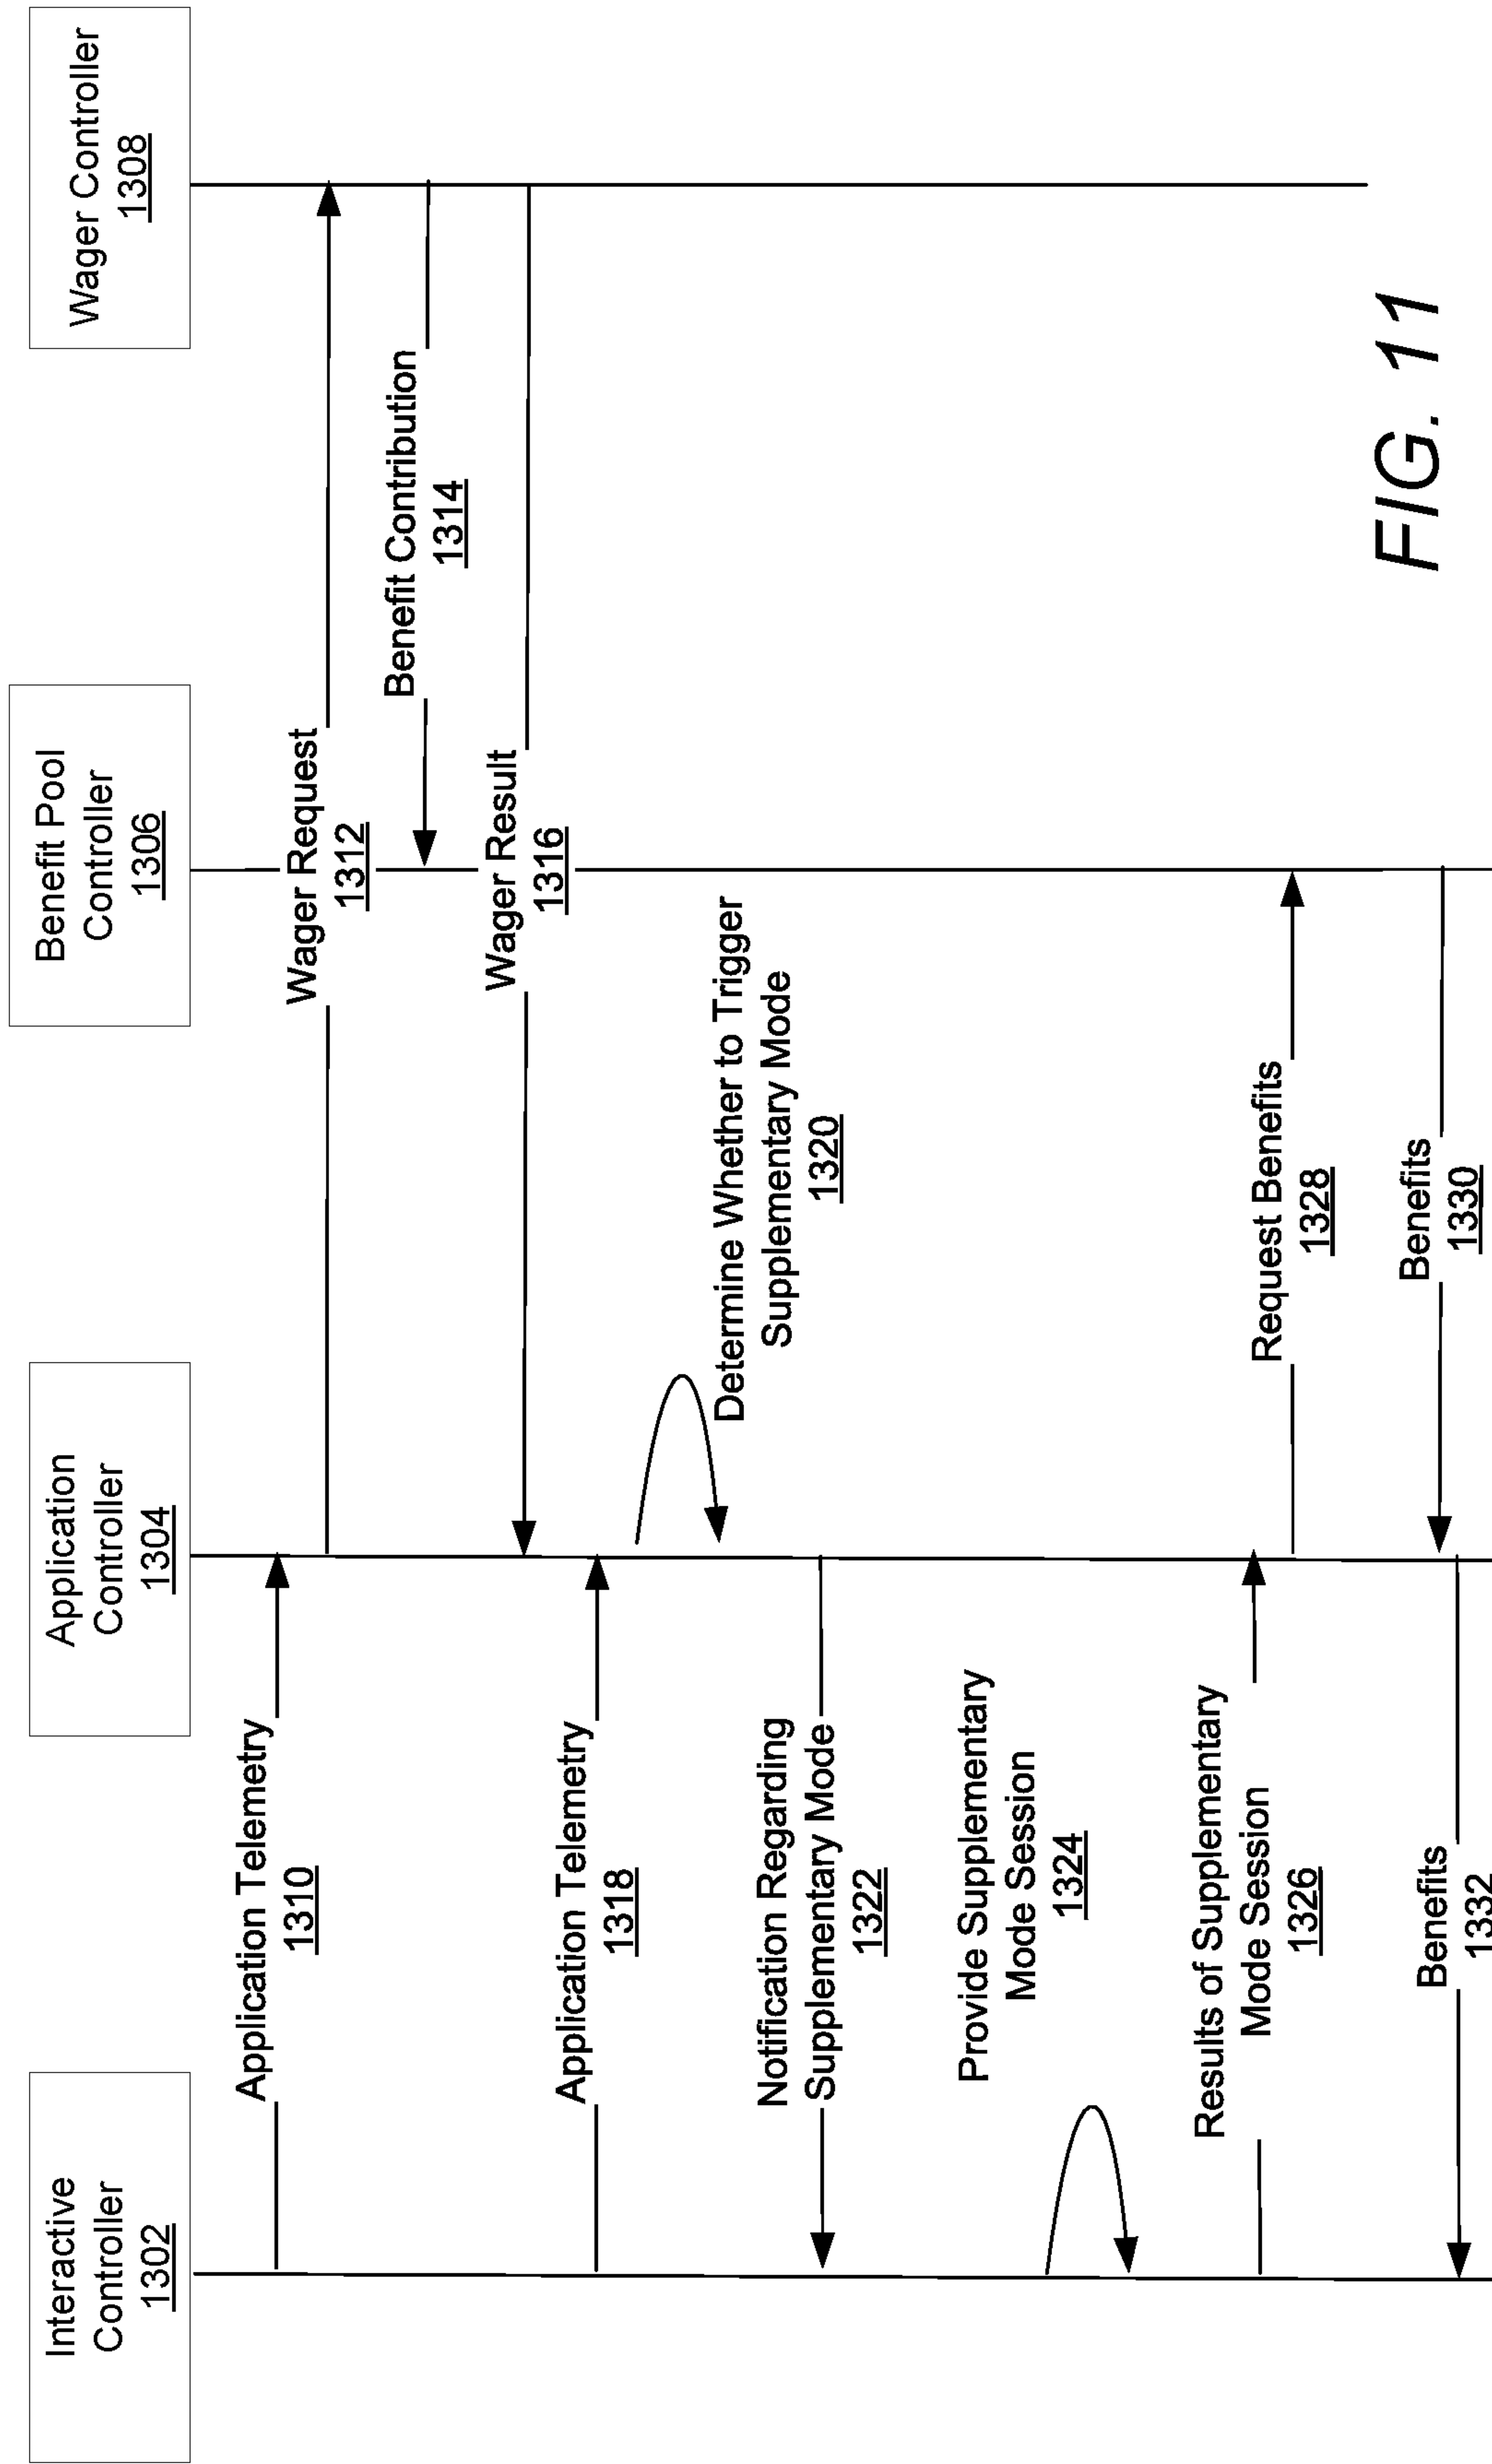 Interactive
Controller
1302
Application
Controller
1304
Benefit Pool
Controller
1306
Wager Controller
1308
Application Telemetry
1310
Wager Request
1312
Benefit Contribution
1314
Wager Result
1316
Application Telemetry
1318
Determine Whether to Trigger
Supplementary Mode
1320
Notification Regarding
Supplementary Mode
1322
Provide Supplementary
Mode Session
1324
Results of Supplementary
Mode Session
1326
Request Benefits
1328
Benefits
1330
Benefits
1332
FIG. 11